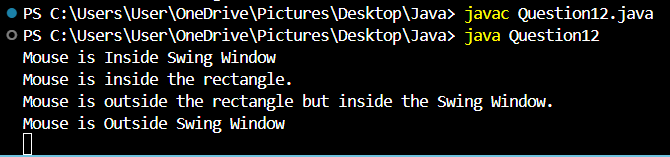 PS C:\Users\User\OneDrive\Pictures\Desktop\Java> javac Question12.java
PS C:\Users\User\OneDrive\Pictures\Desktop\Java> java Question12
Mouse is Inside Swing Window
Mouse is inside the rectangle.
Mouse is outside the rectangle but inside the Swing Window.
Mouse is Outside Swing Window